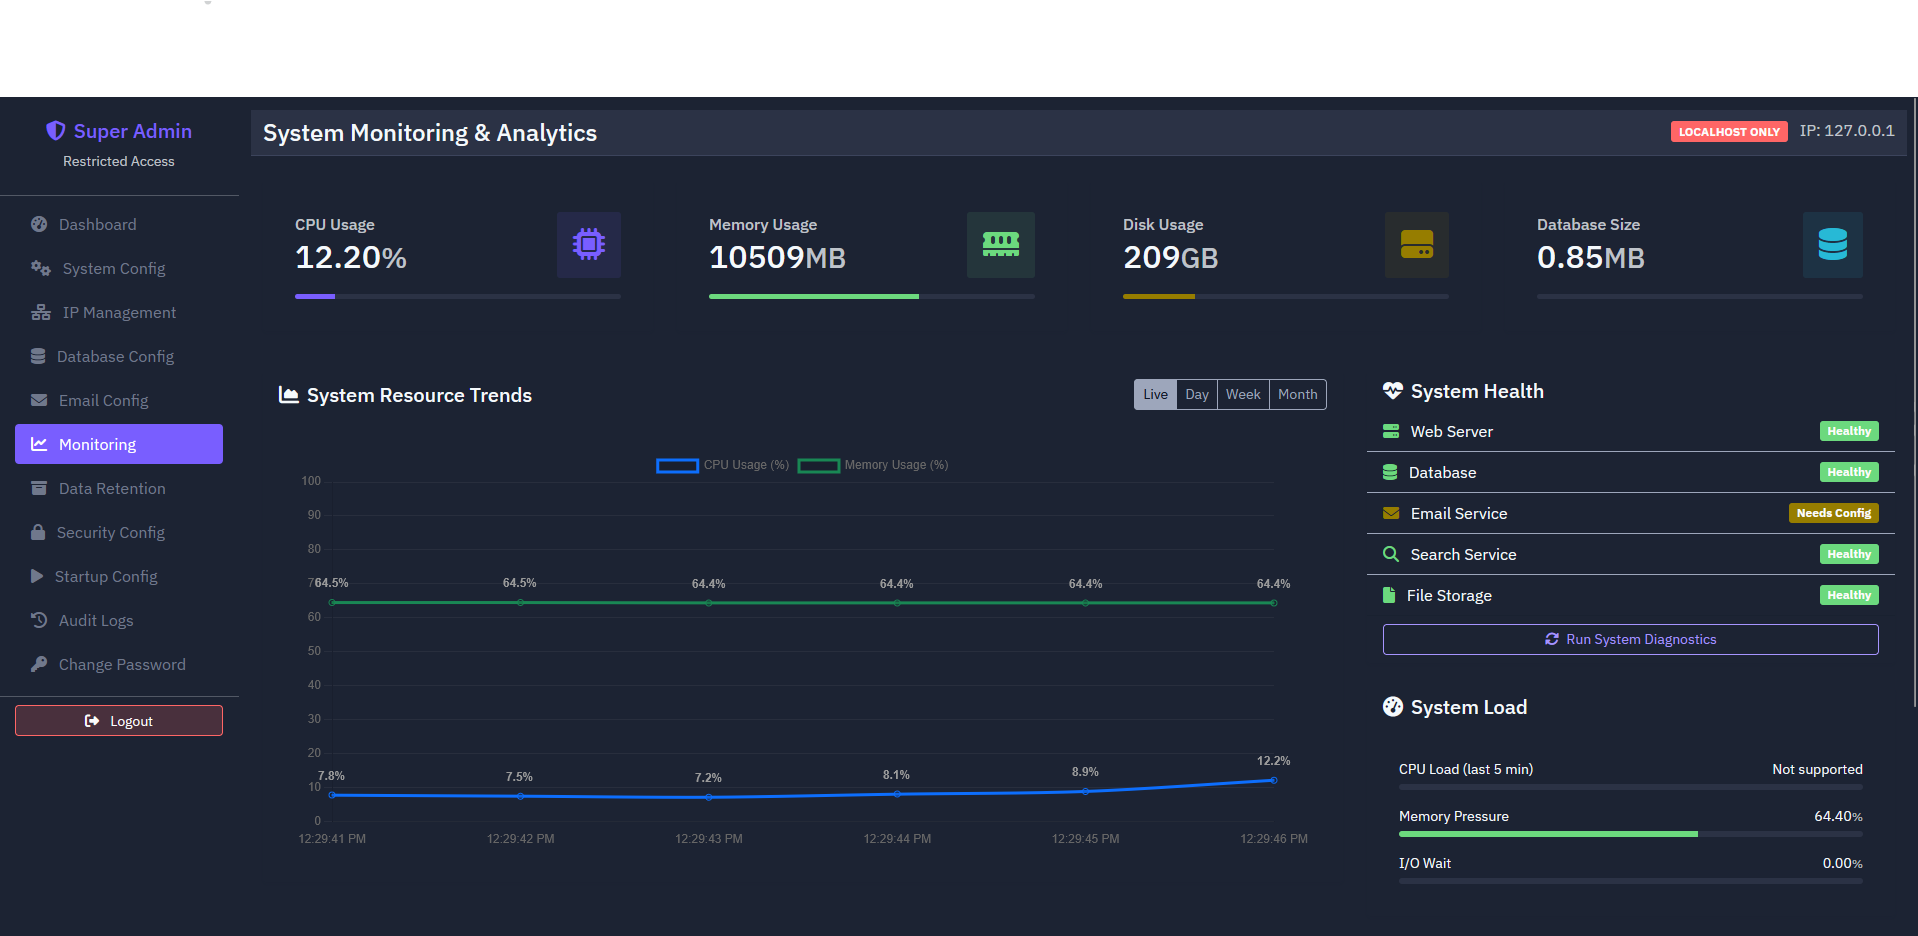 Super Admin
Restricted Access
Dashboard
System Config
IP Management
Database Config
Email Config
Monitoring
Data Retention
Security Config
Startup Config
Audit Logs
Change Password
Logout
System Monitoring & Analytics
LOCALHOST ONLY IP: 127.0.0.1
CPU Usage
12.20%
Memory Usage
10509MB
Disk Usage
209GB
Database Size
0.85MB
System Resource Trends
Live Day Week Month
CPU Usage (%) Memory Usage (%)
100
90
80
70
60
50
40
30
20
10
0
64.5% 64.5% 64.4% 64.4% 64.4% 64.4%
7.8% 7.5% 7.2% 8.1% 8.9% 12.2%
12:29:41 PM 12:29:42 PM 12:29:43 PM 12:29:44 PM 12:29:45 PM 12:29:46 PM
System Health
Web Server Healthy
Database Healthy
Email Service Needs Config
Search Service Healthy
File Storage Healthy
Run System Diagnostics
System Load
CPU Load (last 5 min) Not supported
Memory Pressure 64.40%
I/O Wait 0.00%